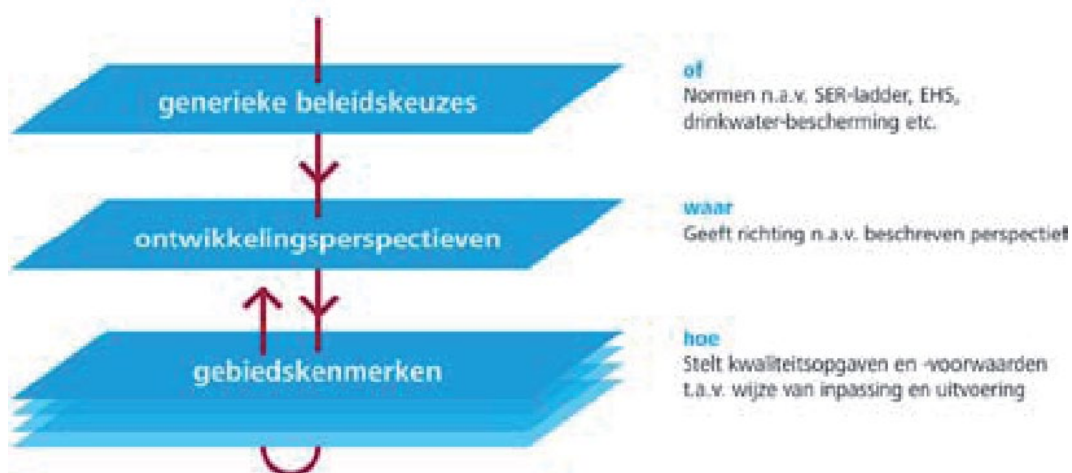 generieke beleidskeuzes
of
Normen n.a.v. SER-ladder, EHS,
drinkwater-bescherming etc.
ontwikkelingsperspectieven
waar
Geeft richting n.a.v. beschreven perspectief
gebiedskenmerken
hoe
Stelt kwaliteitsopgaven en -voorwaarden
t.a.v. wijze van inpassing en uitvoering